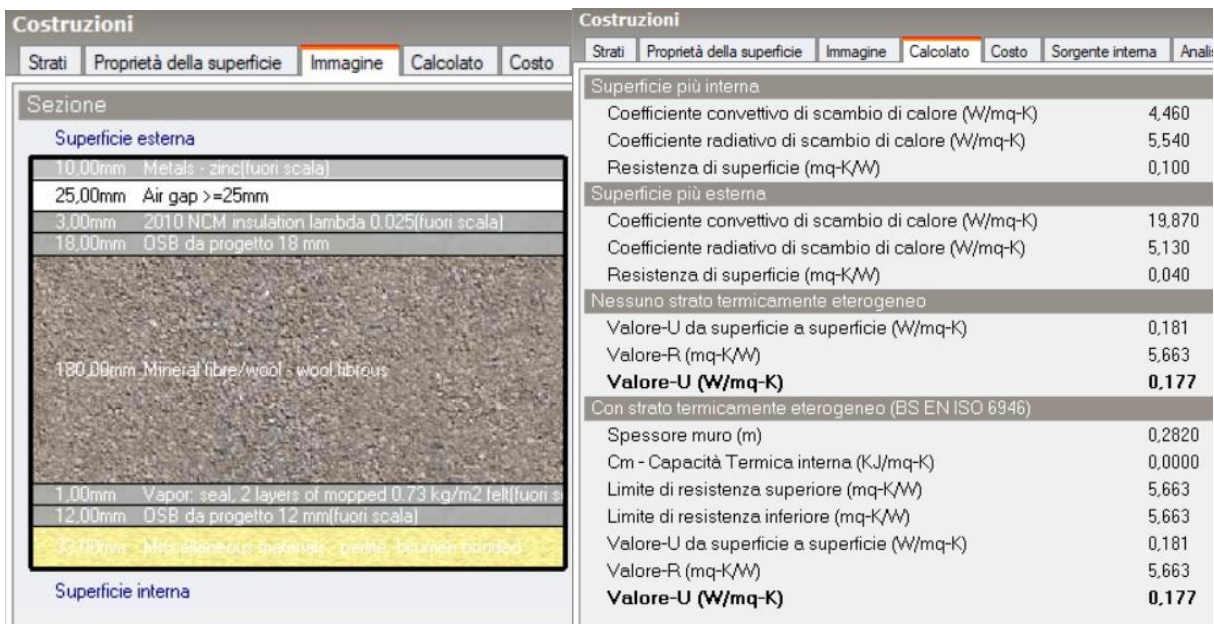 Costruzioni
Strati Proprietà della superficie Immagine Calcolato Costo
Sezione
Superficie esterna
10,00mm Metals - zinc(fuori scala)
25,00mm Air gap >=25mm
3,00mm 2010 NCM insulation lambda 0.025(fuori scala)
18,00mm OSB da progetto 18 mm
180,00mm Mineral fibre/wool - wool fibrous
1,00mm Vapor: seal, 2 layers of mopped 0.73 kg/m2 felt(fuori s
12,00mm OSB da progetto 12 mm(fuori scala)
33,00mm Miscellaneous materials - perlite, bitumen bonded
Superficie interna
Costruzioni
Strati Proprietà della superficie Immagine Calcolato Costo Sorgente interna Analis
Superficie più interna
Coefficiente convettivo di scambio di calore (W/mq-K) 4,460
Coefficiente radiativo di scambio di calore (W/mq-K) 5,540
Resistenza di superficie (mq-K/W) 0,100
Superficie più esterna
Coefficiente convettivo di scambio di calore (W/mq-K) 19,870
Coefficiente radiativo di scambio di calore (W/mq-K) 5,130
Resistenza di superficie (mq-K/W) 0,040
Nessuno strato termicamente eterogeneo
Valore-U da superficie a superficie (W/mq-K) 0,181
Valore-R (mq-K/W) 5,663
Valore-U (W/mq-K) 0,177
Con strato termicamente eterogeneo (BS EN ISO 6946)
Spessore muro (m) 0,2820
Cm - Capacità Termica interna (KJ/mq-K) 0,0000
Limite di resistenza superiore (mq-K/W) 5,663
Limite di resistenza inferiore (mq-K/W) 5,663
Valore-U da superficie a superficie (W/mq-K) 0,181
Valore-R (mq-K/W) 5,663
Valore-U (W/mq-K) 0,177